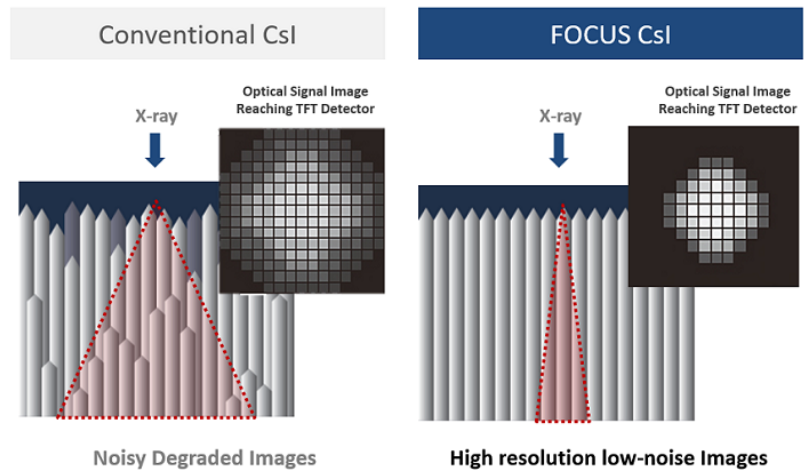 Conventional CsI
FOCUS CsI
Optical Signal Image
Reaching TFT Detector
X-ray
Optical Signal Image
Reaching TFT Detector
X-ray
Noisy Degraded Images
High resolution low-noise Images